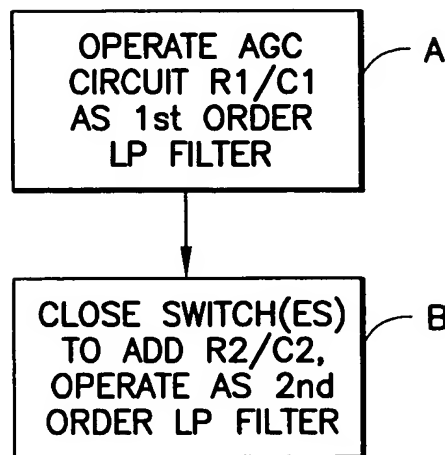 OPERATE AGC
CIRCUIT R1/C1
AS 1st ORDER
LP FILTER
A
CLOSE SWITCH(ES)
TO ADD R2/C2,
OPERATE AS 2nd
ORDER LP FILTER
B